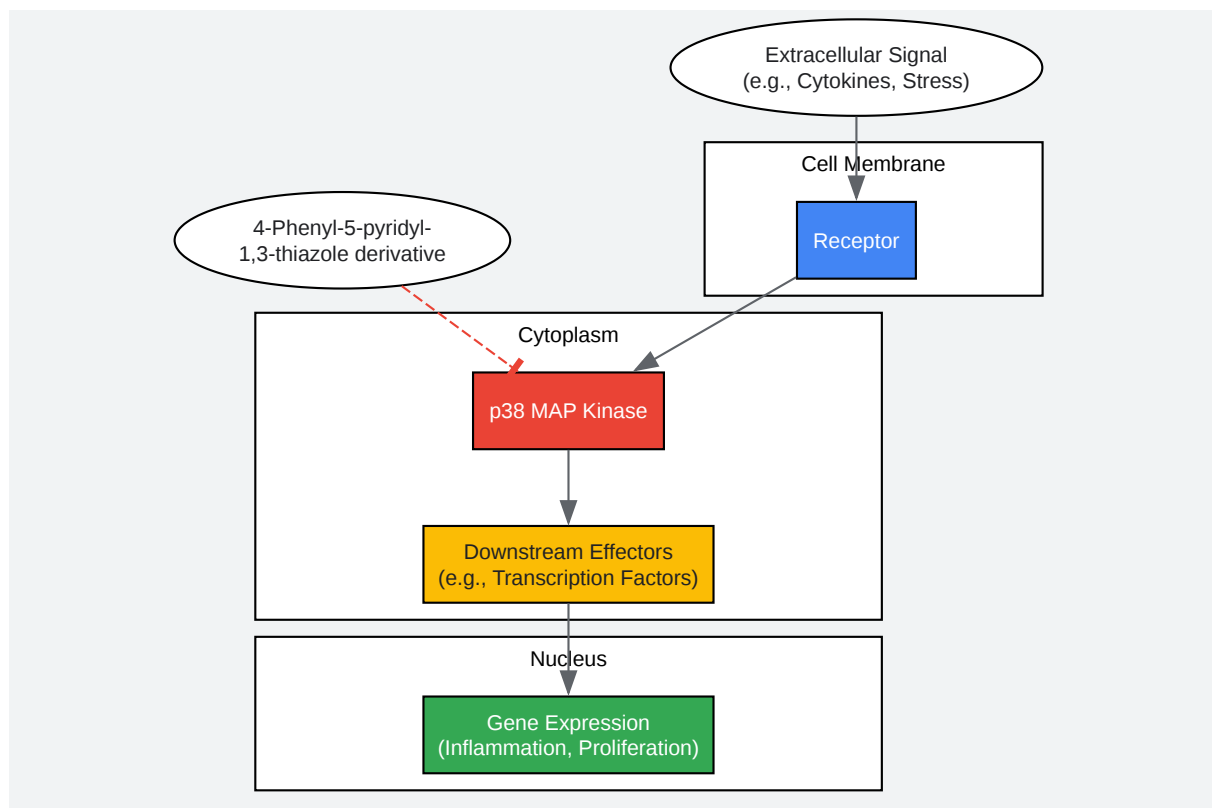 Extracellular Signal
(e.g., Cytokines, Stress)
Cell Membrane
Receptor
4-Phenyl-5-pyridyl-
1,3-thiazole derivative
Cytoplasm
p38 MAP Kinase
Downstream Effectors
(e.g., Transcription Factors)
Nucleus
Gene Expression
(Inflammation, Proliferation)